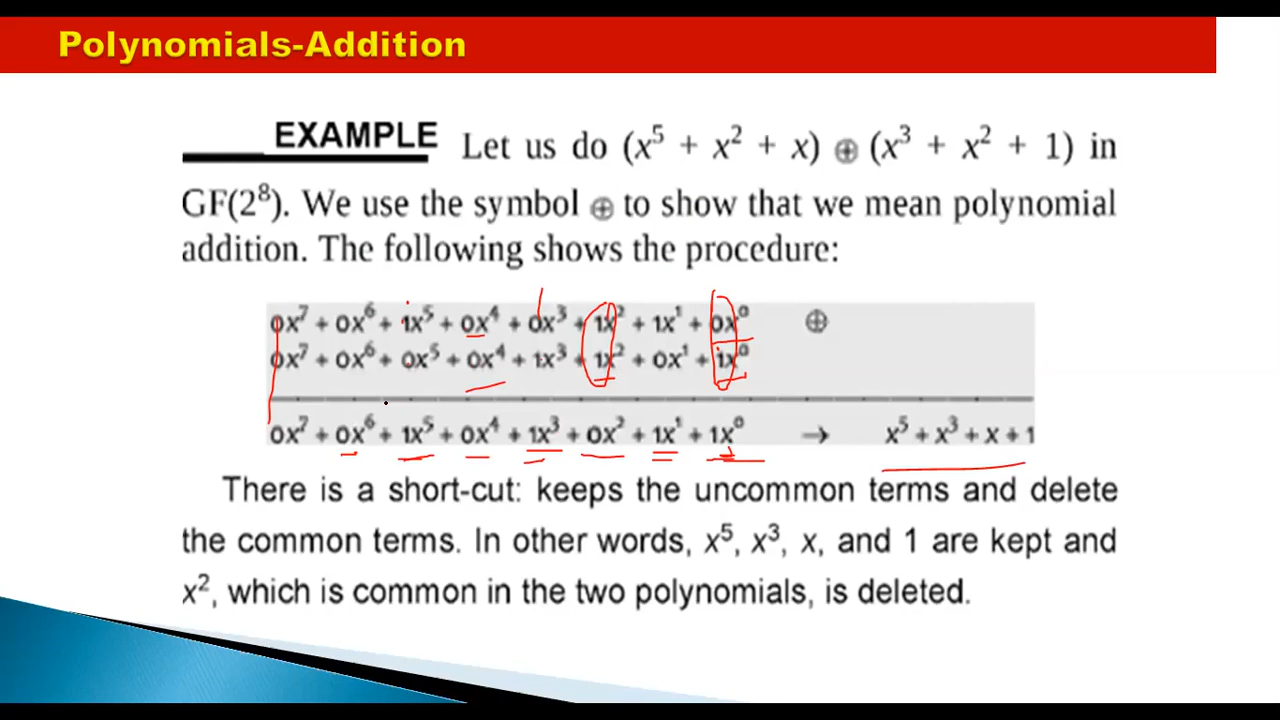 Polynomials-Addition
EXAMPLE Let us do (x⁵ + x² + x) ⊕ (x³ + x² + 1) in
GF(2⁸). We use the symbol ⊕ to show that we mean polynomial
addition. The following shows the procedure:
0x⁷ + 0x⁶ + 1x⁵ + 0x⁴ + 0x³ + 1x² + 1x¹ + 0x⁰ ⊕
0x⁷ + 0x⁶ + 0x⁵ + 0x⁴ + 1x³ + 1x² + 0x¹ + 1x⁰
0x⁷ + 0x⁶ + 1x⁵ + 0x⁴ + 1x³ + 0x² + 1x¹ + 1x⁰ → x⁵ + x³ + x + 1
There is a short-cut: keeps the uncommon terms and delete
the common terms. In other words, x⁵, x³, x, and 1 are kept and
x², which is common in the two polynomials, is deleted.